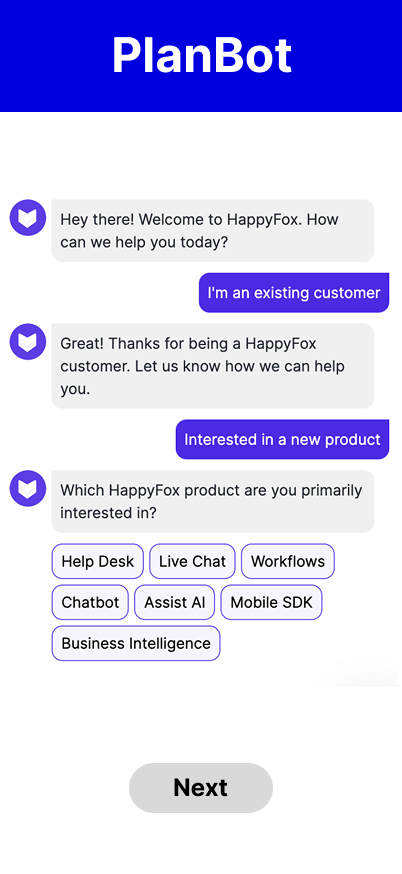 PlanBot
Hey there! Welcome to HappyFox. How
can we help you today?
I'm an existing customer
Great! Thanks for being a HappyFox
customer. Let us know how we can help
you.
Interested in a new product
Which HappyFox product are you primarily
interested in?
Help Desk Live Chat Workflows
Chatbot Assist AI Mobile SDK
Business Intelligence
Next